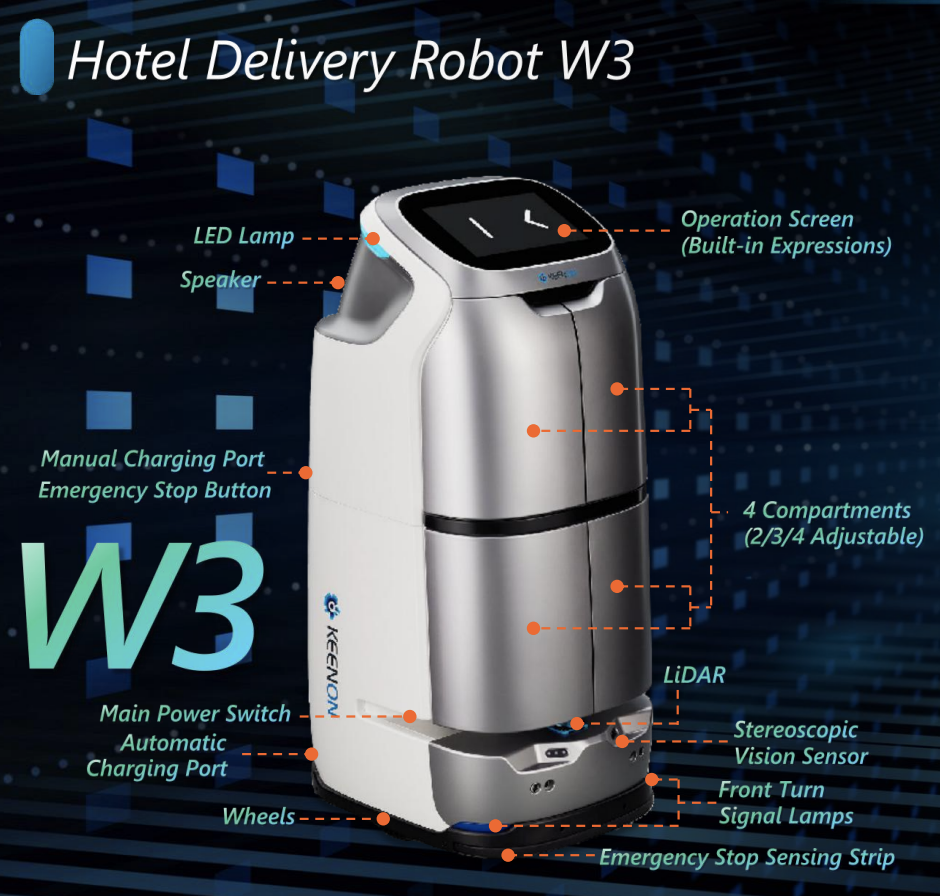 Hotel Delivery Robot W3
LED Lamp
Speaker
Operation Screen
(Built-in Expressions)
Manual Charging Port
Emergency Stop Button
4 Compartments
(2/3/4 Adjustable)
W3
KEENON
LiDAR
Main Power Switch
Automatic
Charging Port
Stereoscopic
Vision Sensor
Front Turn
Signal Lamps
Wheels
Emergency Stop Sensing Strip